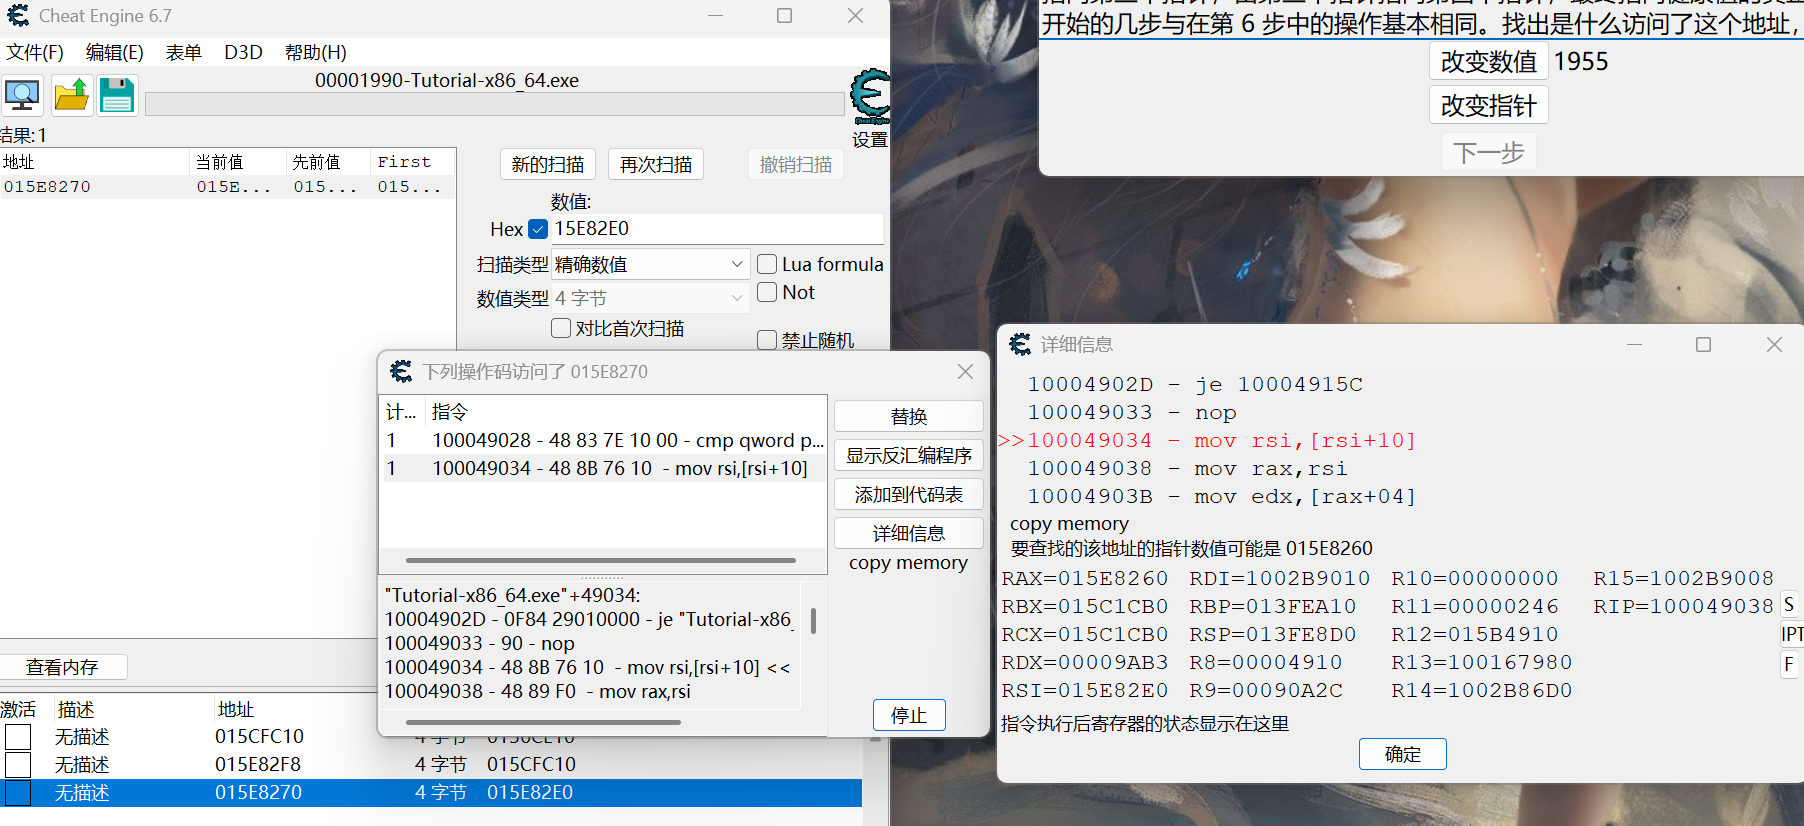 Cheat Engine 6.7
文件(F) 编辑(E) 表单 D3D 帮助(H)
00001990-Tutorial-x86_64.exe
设置
结果:1
地址 当前值 先前值 First
015E8270 015E... 015... 015...
新的扫描 再次扫描 撤销扫描
数值:
Hex 15E82E0
扫描类型 精确数值 Lua formula
数值类型 4 字节 Not
对比首次扫描
禁止随机
查看内存
激活 描述 地址
无描述 015CFC10 4 字节
无描述 015E82F8 4 字节 015CFC10
无描述 015E8270 4 字节 015E82E0
下列操作码访问了 015E8270
计... 指令
1 100049028 - 48 83 7E 10 00 - cmp qword p...
1 100049034 - 48 8B 76 10 - mov rsi,[rsi+10]
替换
显示反汇编程序
添加到代码表
详细信息
copy memory
"Tutorial-x86_64.exe"+49034:
10004902D - 0F84 29010000 - je "Tutorial-x86_
100049033 - 90 - nop
100049034 - 48 8B 76 10 - mov rsi,[rsi+10] <<
100049038 - 48 89 F0 - mov rax,rsi
停止
开始的几步与在第 6 步中的操作基本相同。找出是什么访问了这个地址，
改变数值 1955
改变指针
下一步
详细信息
10004902D - je 10004915C
100049033 - nop
>>100049034 - mov rsi,[rsi+10]
100049038 - mov rax,rsi
10004903B - mov edx,[rax+04]
copy memory
要查找的该地址的指针数值可能是 015E8260
RAX=015E8260 RDI=1002B9010 R10=00000000 R15=1002B9008
RBX=015C1CB0 RBP=013FEA10 R11=00000246 RIP=100049038
RCX=015C1CB0 RSP=013FE8D0 R12=015B4910
RDX=00009AB3 R8=00004910 R13=100167980
RSI=015E82E0 R9=00090A2C R14=1002B86D0
S
IPT
F
指令执行后寄存器的状态显示在这里
确定